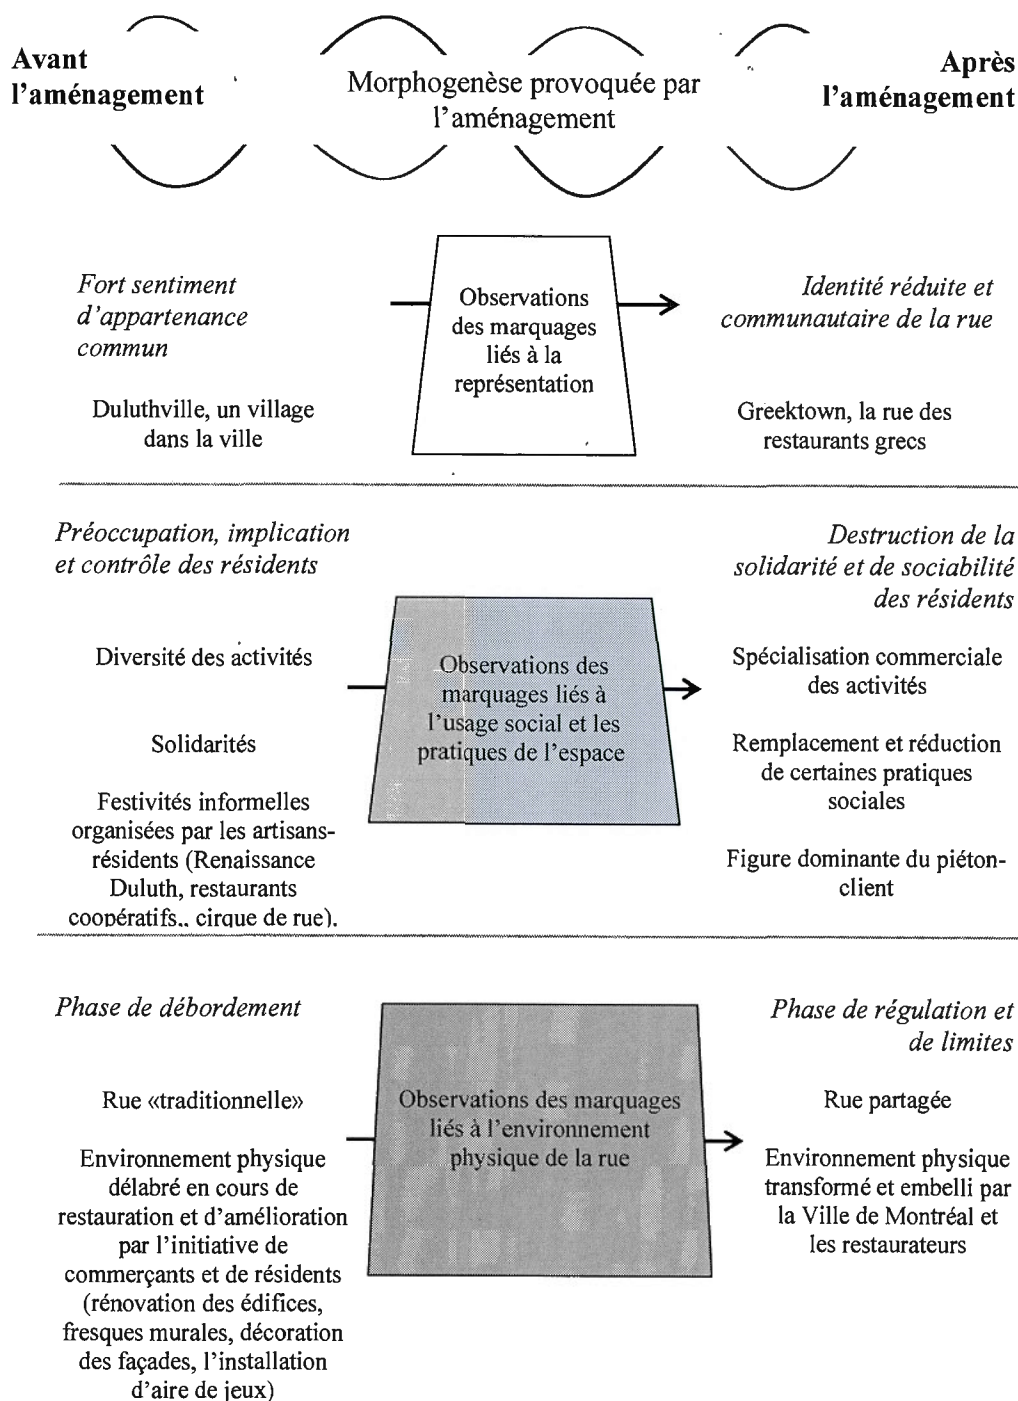 Avant
l'aménagement
Morphogenèse provoquée par
l'aménagement
Après
l'aménagement
Fort sentiment
d'appartenance
commun
Duluthville, un village
dans la ville
Observations
des marquages
liés à la
représentation
Identité réduite et
communautaire de la rue
Greektown, la rue des
restaurants grecs
Préoccupation, implication
et contrôle des résidents
Diversité des activités
Solidarités
Festivités informelles
organisées par les artisans-
résidents (Renaissance
Duluth, restaurants
coopératifs,, cirque de rue).
Observations des
marquages liés à
l'usage social et les
pratiques de l'espace
Destruction de la
solidarité et de sociabilité
des résidents
Spécialisation commerciale
des activités
Remplacement et réduction
de certaines pratiques
sociales
Figure dominante du piéton-
client
Phase de débordement
Rue «traditionnelle»
Environnement physique
délabré en cours de
restauration et d'amélioration
par l'initiative de
commerçants et de résidents
(rénovation des édifices,
fresques murales, décoration
des façades, l'installation
d'aire de jeux)
Observations des marquages
liés à l'environnement
physique de la rue
Phase de régulation et
de limites
Rue partagée
Environnement physique
transformé et embelli par
la Ville de Montréal et
les restaurateurs